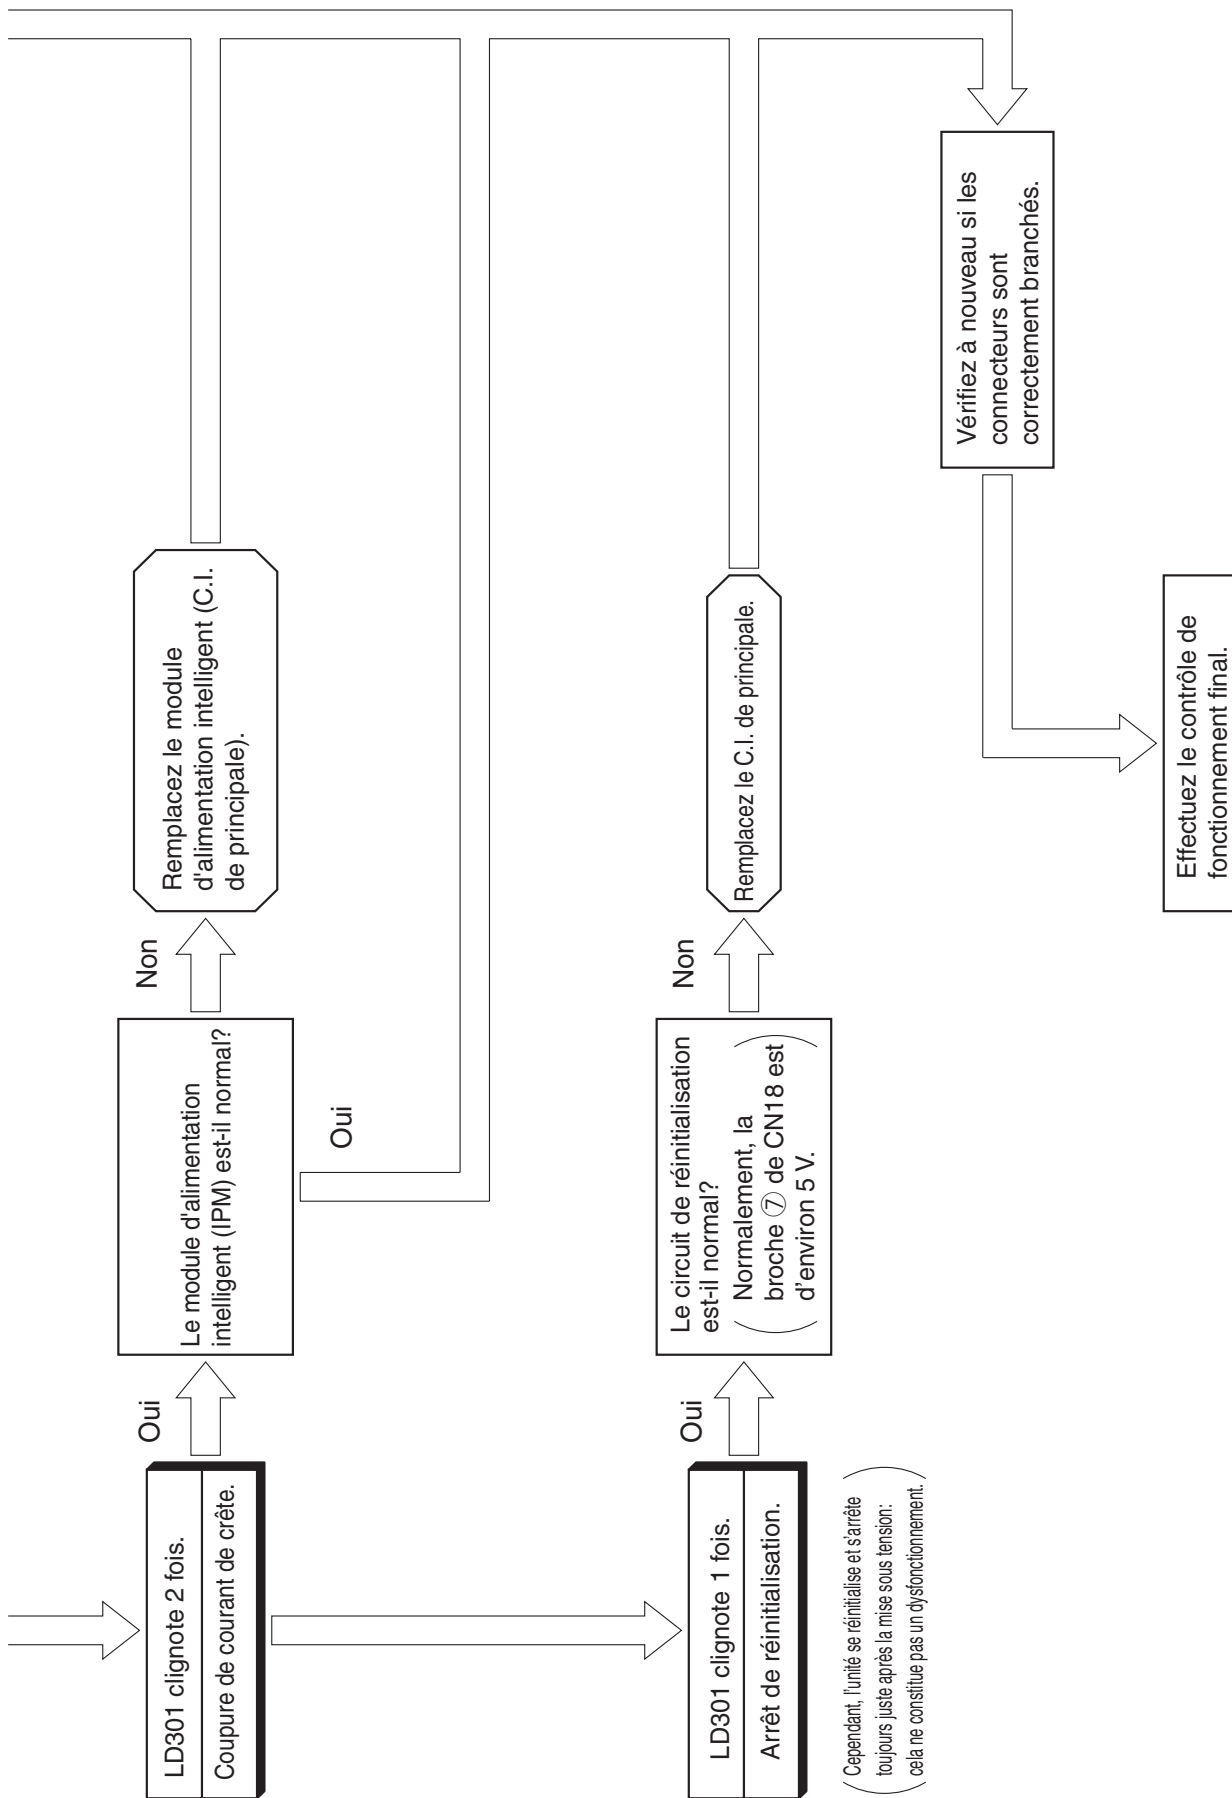 LD301 clignote 2 fois.
Coupure de courant de crête.
Oui
Le module d'alimentation
intelligent (IPM) est-il normal?
Non
Remplacez le module
d'alimentation intelligent (C.I.
de principale).
Oui
LD301 clignote 1 fois.
Arrêt de réinitialisation.
Cependant, l'unité se réinitialise et s'arrête
toujours juste après la mise sous tension:
cela ne constitue pas un dysfonctionnement.
Oui
Le circuit de réinitialisation
est-il normal?
Normalement, la
broche ⑦ de CN18 est
d'environ 5 V.
Non
Remplacez le C.I. de principale.
Vérifiez à nouveau si les
connecteurs sont
correctement branchés.
Effectuez le contrôle de
fonctionnement final.